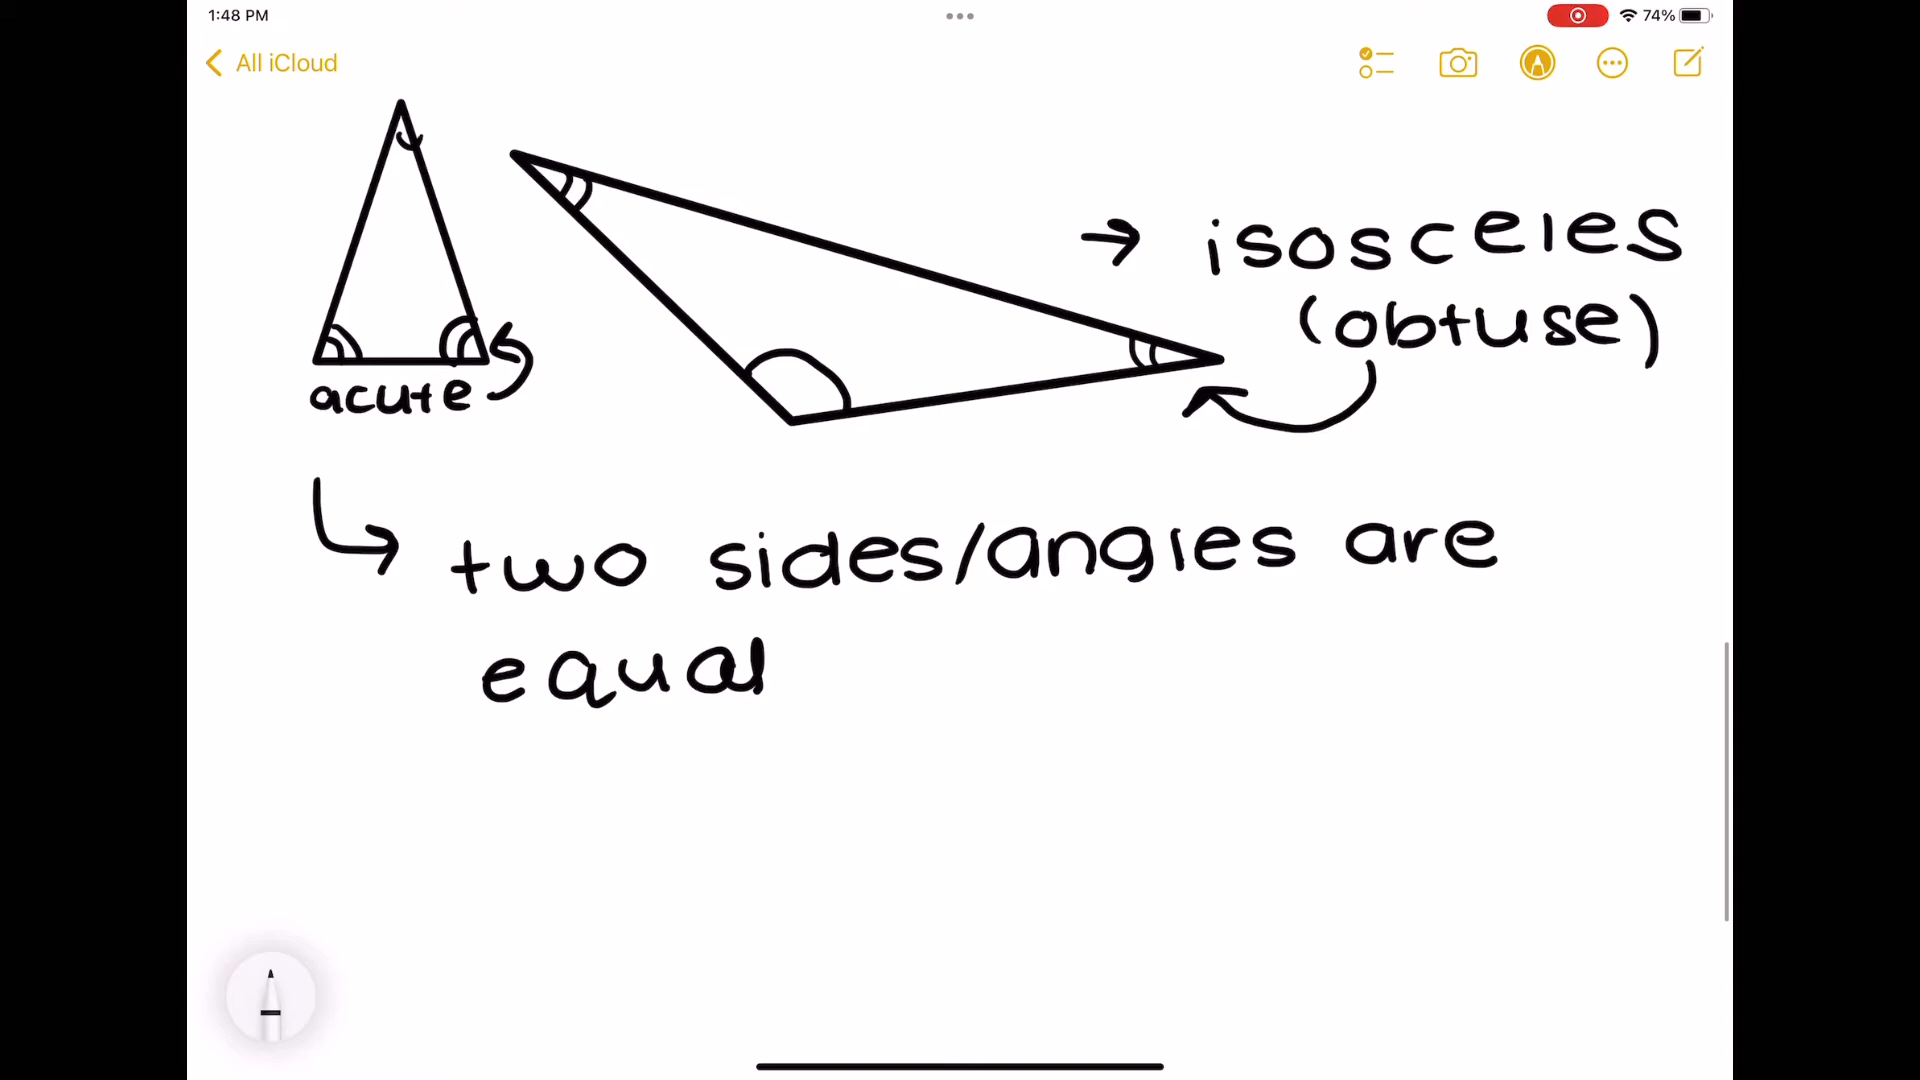 1:48 PM
74%
All iCloud
→ isosceles
(obtuse)
acute
two sides/angles are
equal